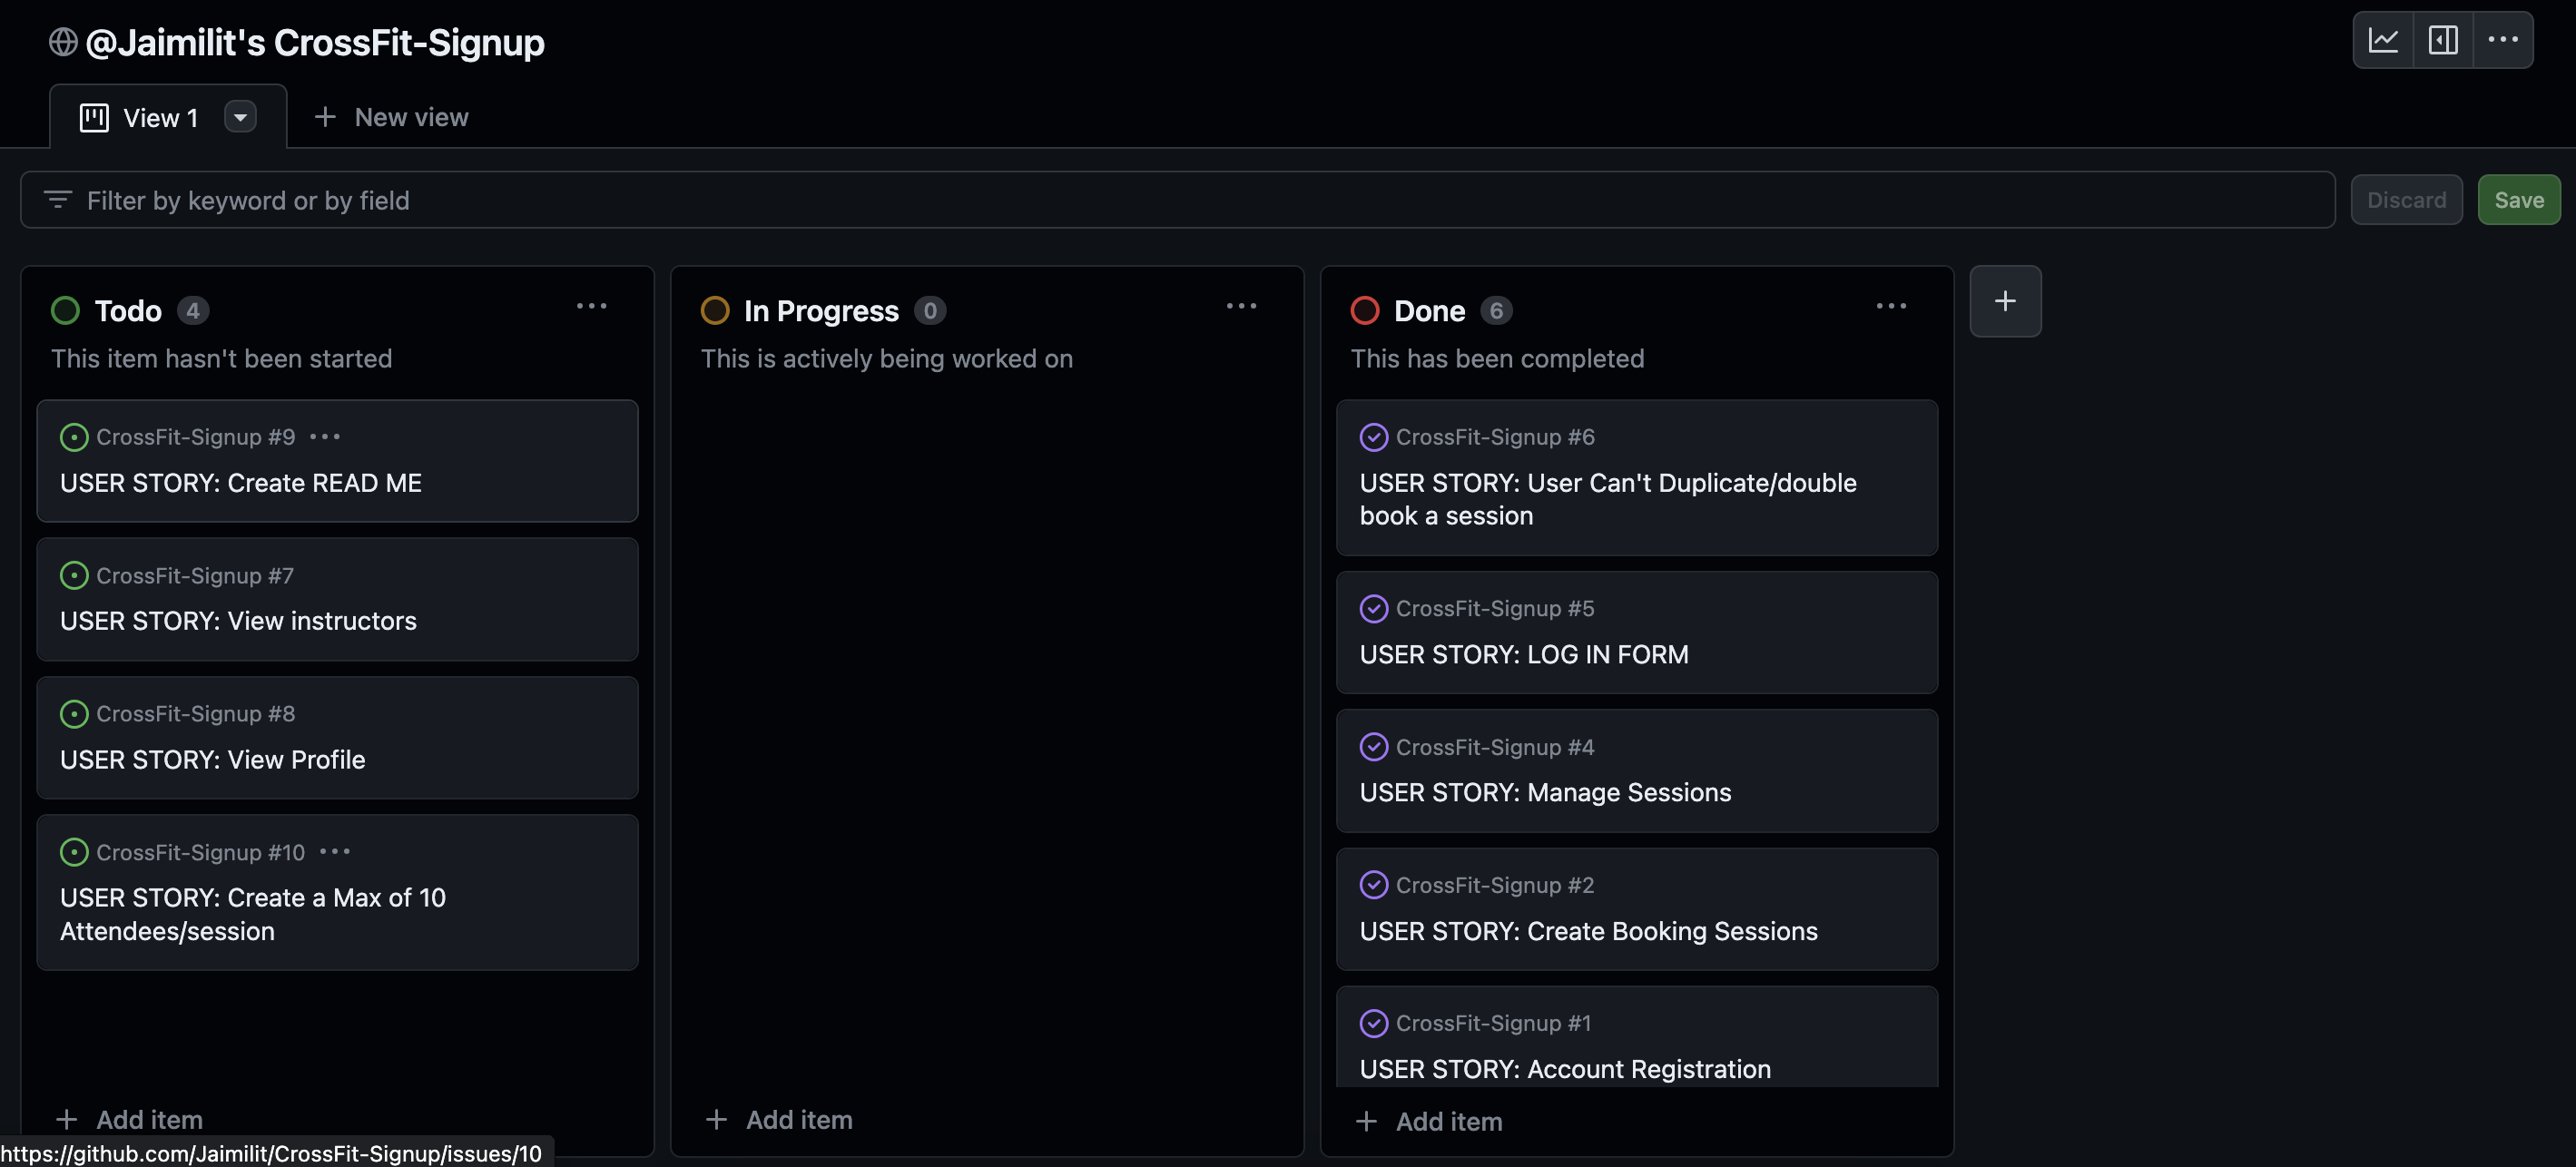 @Jaimilit's CrossFit-Signup
View 1
New view
Filter by keyword or by field
Discard
Save
Todo 4
This item hasn't been started
CrossFit-Signup #9
USER STORY: Create READ ME
CrossFit-Signup #7
USER STORY: View instructors
CrossFit-Signup #8
USER STORY: View Profile
CrossFit-Signup #10
USER STORY: Create a Max of 10
Attendees/session
Add item
In Progress 0
This is actively being worked on
Add item
Done 6
This has been completed
CrossFit-Signup #6
USER STORY: User Can't Duplicate/double
book a session
CrossFit-Signup #5
USER STORY: LOG IN FORM
CrossFit-Signup #4
USER STORY: Manage Sessions
CrossFit-Signup #2
USER STORY: Create Booking Sessions
CrossFit-Signup #1
USER STORY: Account Registration
Add item
https://github.com/Jaimilit/CrossFit-Signup/issues/10